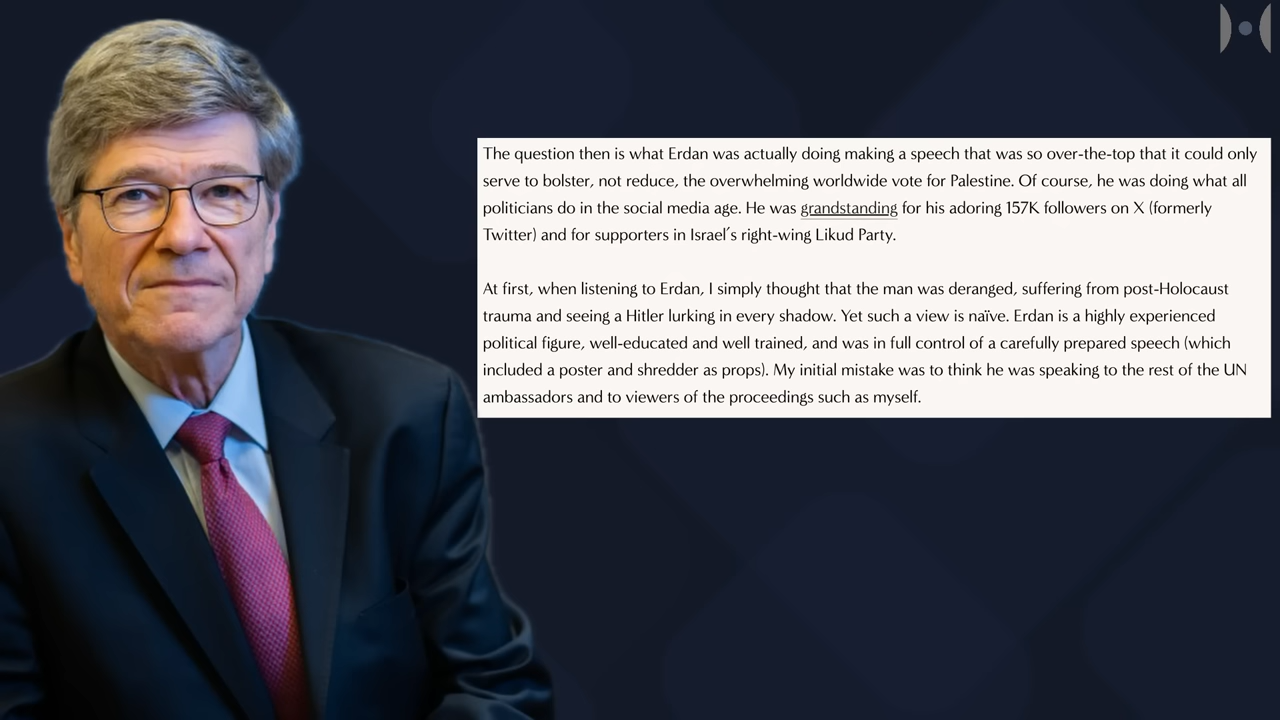 The question then is what Erdan was actually doing making a speech that was so over-the-top that it could only
serve to bolster, not reduce, the overwhelming worldwide vote for Palestine. Of course, he was doing what all
politicians do in the social media age. He was grandstanding for his adoring 157K followers on X (formerly
Twitter) and for supporters in Israel´s right-wing Likud Party.
At first, when listening to Erdan, I simply thought that the man was deranged, suffering from post-Holocaust
trauma and seeing a Hitler lurking in every shadow. Yet such a view is naïve. Erdan is a highly experienced
political figure, well-educated and well trained, and was in full control of a carefully prepared speech (which
included a poster and shredder as props). My initial mistake was to think he was speaking to the rest of the UN
ambassadors and to viewers of the proceedings such as myself.